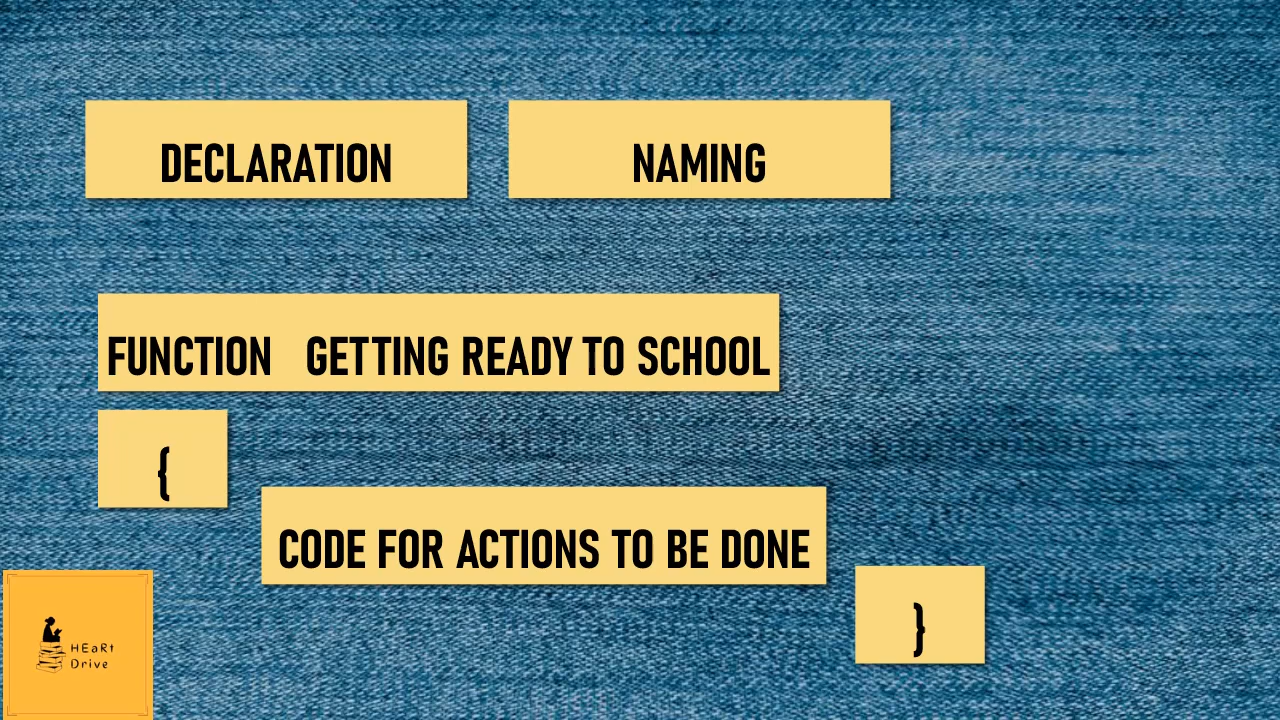 DECLARATION NAMING
FUNCTION GETTING READY TO SCHOOL
{
CODE FOR ACTIONS TO BE DONE
}
HEaRt
Drive